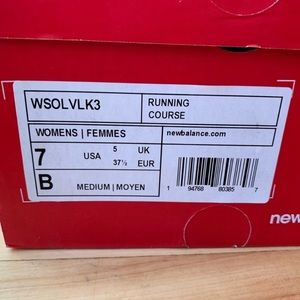 WSOLVLK3
RUNNING
COURSE
WOMENS | FEMMES
newbalance.com
7 USA 5 UK
37½ EUR
B MEDIUM | MOYEN
1 94768 80385 7
new